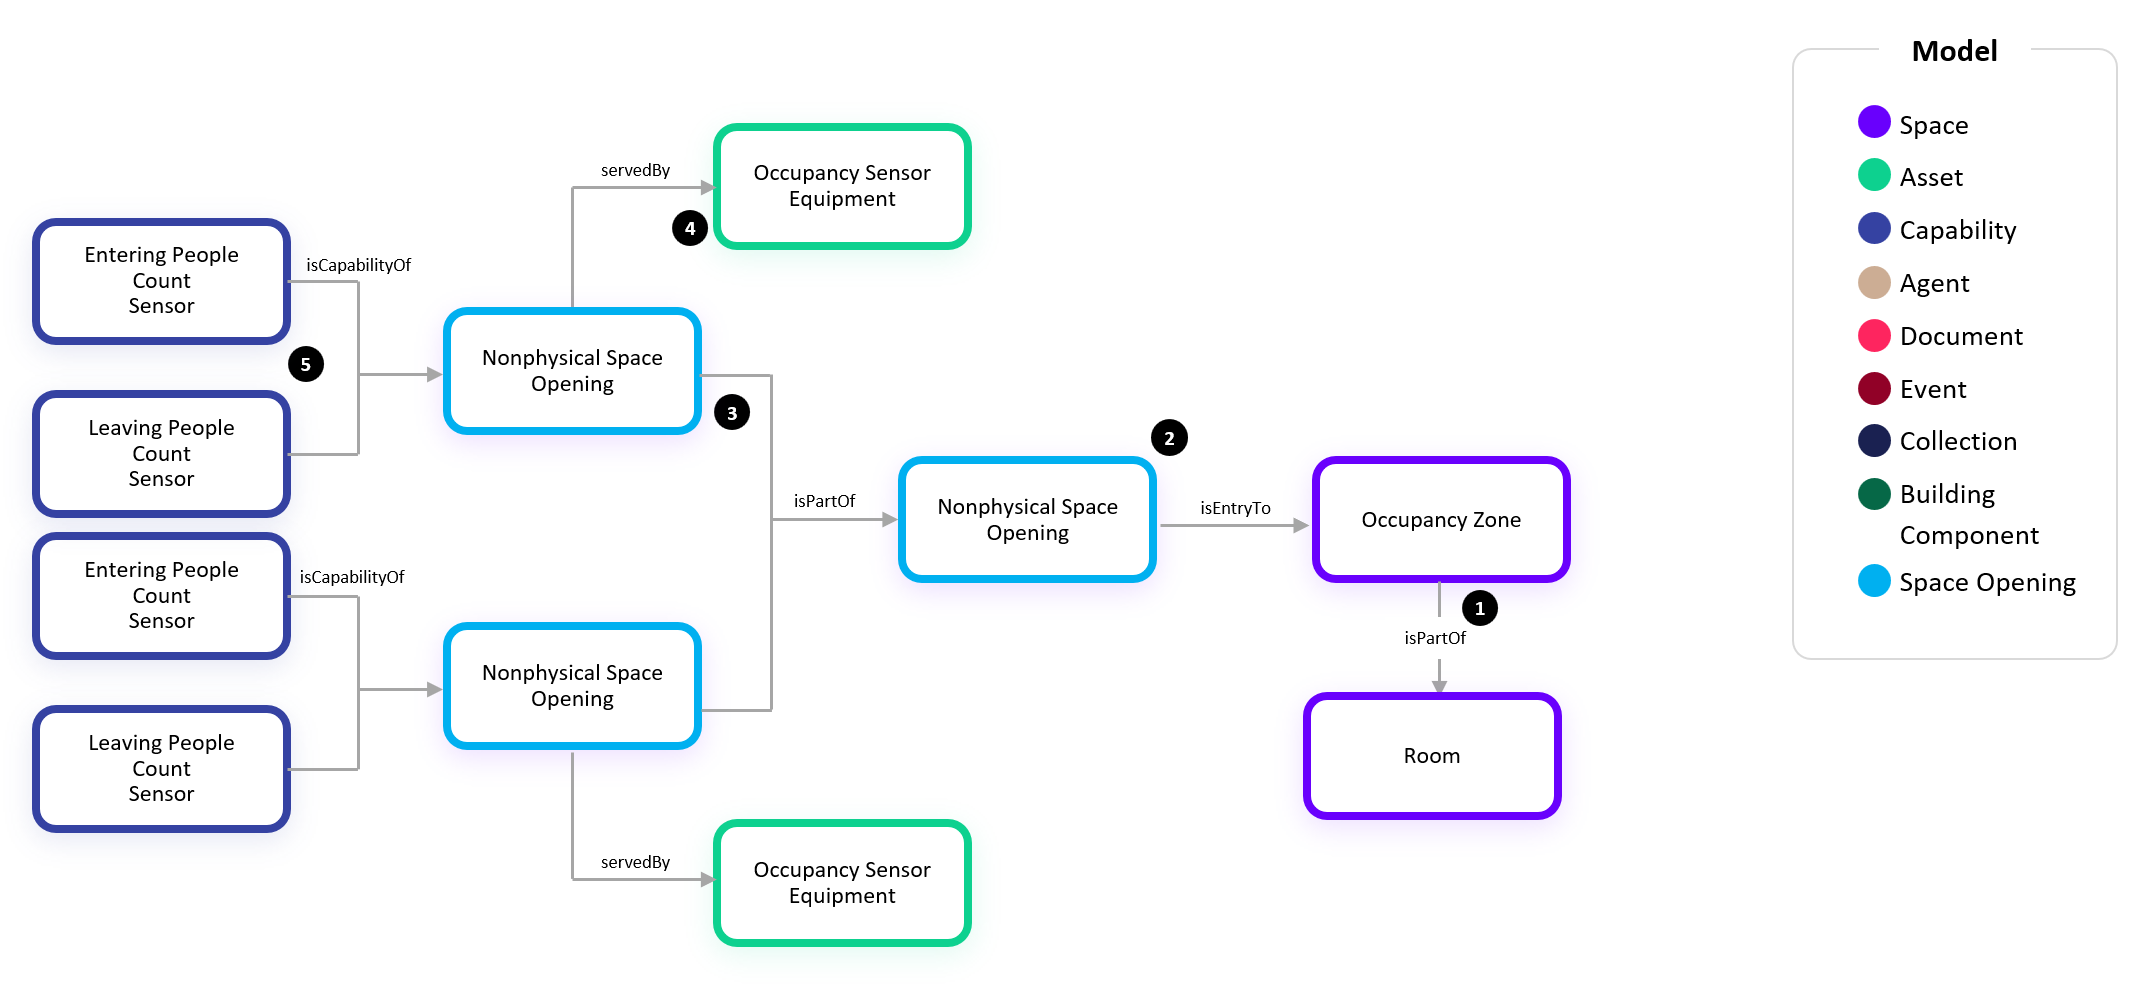 Model
Space
Asset
Capability
Agent
Document
Event
Collection
Building
Component
Space Opening
servedBy
Occupancy Sensor
Equipment
4
Entering People
Count
Sensor
isCapabilityOf
5
Leaving People
Count
Sensor
Nonphysical Space
Opening
3
2
isPartOf
Nonphysical Space
Opening
isEntryTo
Occupancy Zone
1
isPartOf
Room
Entering People
Count
Sensor
isCapabilityOf
Leaving People
Count
Sensor
Nonphysical Space
Opening
servedBy
Occupancy Sensor
Equipment